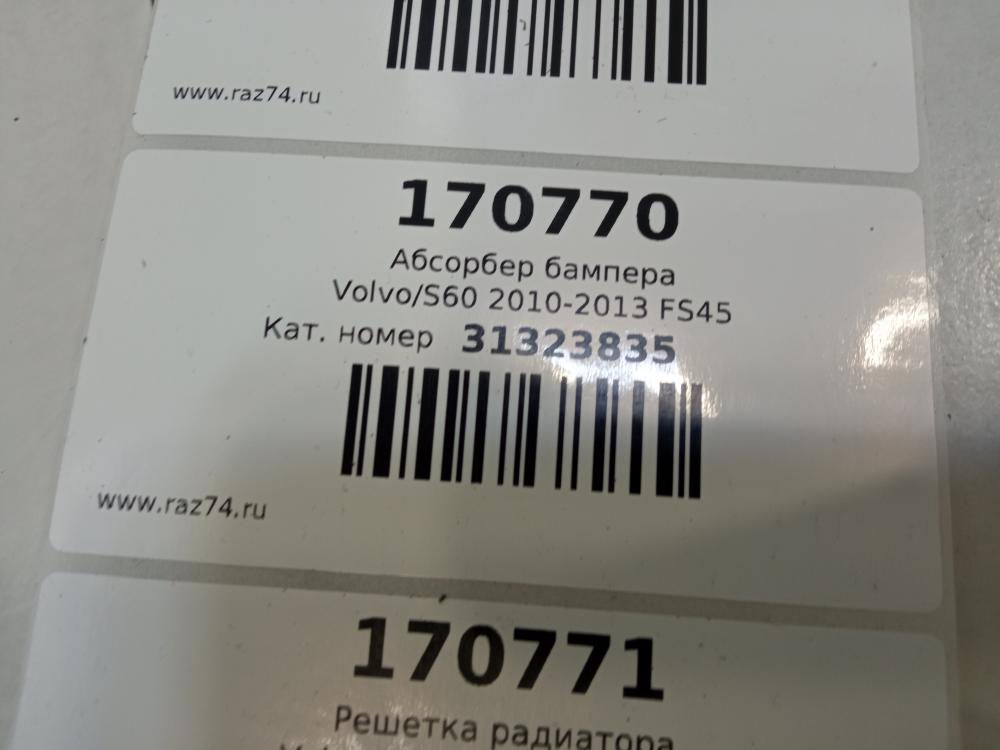 www.raz74.ru
170770
Абсорбер бампера
Volvo/S60 2010-2013 FS45
Кат. номер 31323835
www.raz74.ru
170771
Решетка радиатора